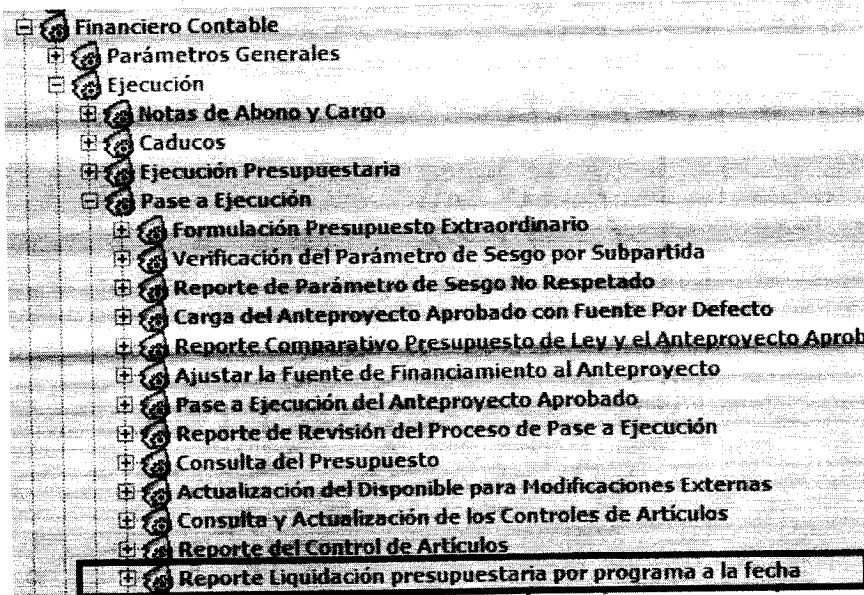 Financiero Contable
Parámetros Generales
Ejecución
Notas de Abono y Cargo
Caducos
Ejecución Presupuestaria
Pase a Ejecución
Formulación Presupuesto Extraordinario
Verificación del Parámetro de Sesgo por Subpartida
Reporte de Parámetro de Sesgo No Respetado
Carga del Anteproyecto Aprobado con Fuente Por Defecto
Reporte Comparativo Presupuesto de Ley y el Anteproyecto Aprob
Ajustar la Fuente de Financiamiento al Anteproyecto
Pase a Ejecución del Anteproyecto Aprobado
Reporte de Revisión del Proceso de Pase a Ejecución
Consulta del Presupuesto
Actualización del Disponible para Modificaciones Externas
Consulta y Actualización de los Controles de Artículos
Reporte del Control de Artículos
Reporte Liquidación presupuestaria por programa a la fecha